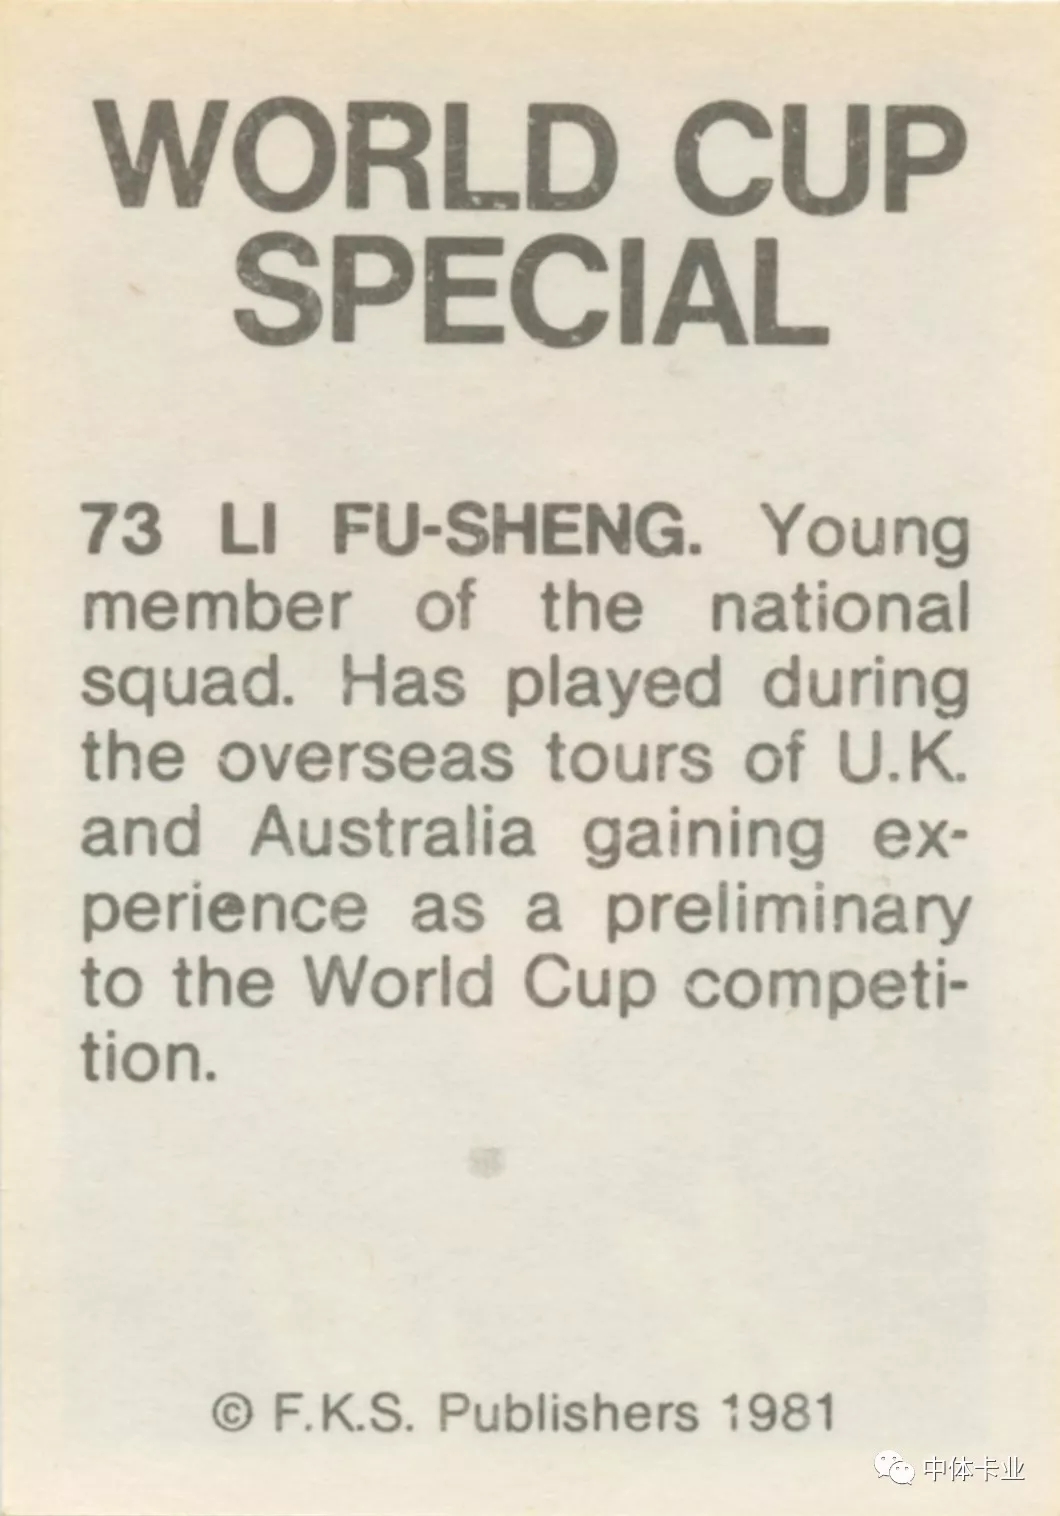 WORLD CUP
SPECIAL
73 LI FU-SHENG. Young
member of the national
squad. Has played during
the overseas tours of U.K.
and Australia gaining ex-
perience as a preliminary
to the World Cup competi-
tion.
© F.K.S. Publishers 1981
中体卡业